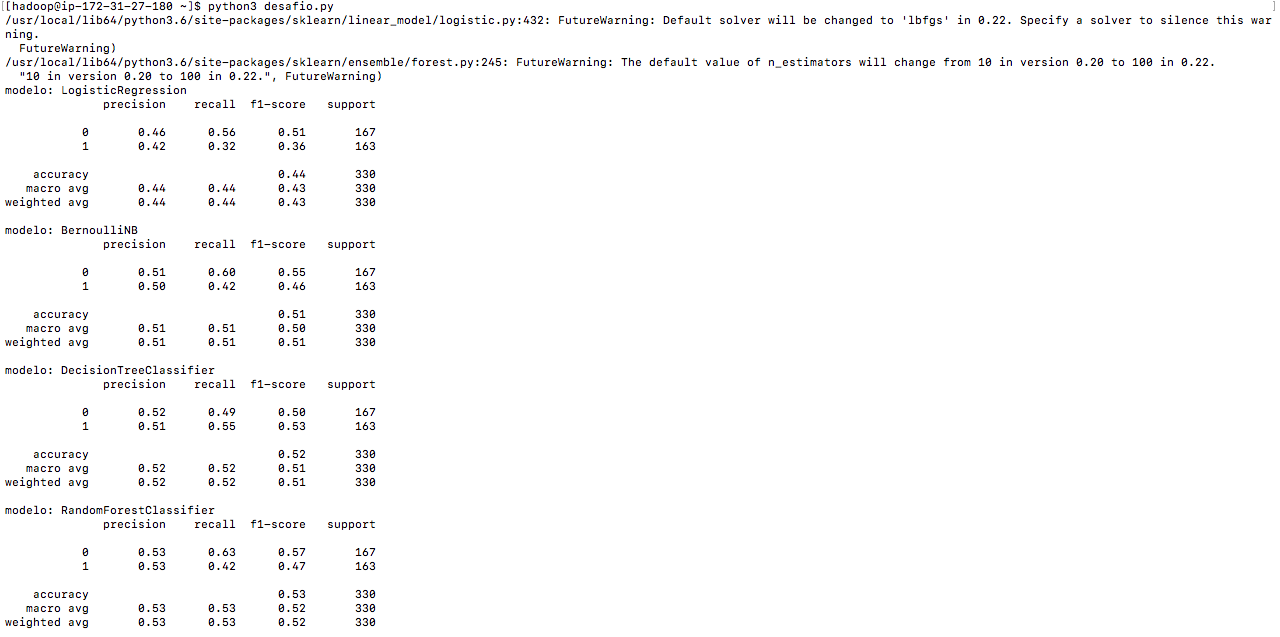 [[hadoop@ip-172-31-27-180 ~]$ python3 desafio.py ]
/usr/local/lib64/python3.6/site-packages/sklearn/linear_model/logistic.py:432: FutureWarning: Default solver will be changed to 'lbfgs' in 0.22. Specify a solver to silence this war
ning.
  FutureWarning)
/usr/local/lib64/python3.6/site-packages/sklearn/ensemble/forest.py:245: FutureWarning: The default value of n_estimators will change from 10 in version 0.20 to 100 in 0.22.
  "10 in version 0.20 to 100 in 0.22.", FutureWarning)
modelo: LogisticRegression
              precision    recall  f1-score   support

           0       0.46      0.56      0.51       167
           1       0.42      0.32      0.36       163

    accuracy                           0.44       330
   macro avg       0.44      0.44      0.43       330
weighted avg       0.44      0.44      0.43       330

modelo: BernoulliNB
              precision    recall  f1-score   support

           0       0.51      0.60      0.55       167
           1       0.50      0.42      0.46       163

    accuracy                           0.51       330
   macro avg       0.51      0.51      0.50       330
weighted avg       0.51      0.51      0.51       330

modelo: DecisionTreeClassifier
              precision    recall  f1-score   support

           0       0.52      0.49      0.50       167
           1       0.51      0.55      0.53       163

    accuracy                           0.52       330
   macro avg       0.52      0.52      0.51       330
weighted avg       0.52      0.52      0.51       330

modelo: RandomForestClassifier
              precision    recall  f1-score   support

           0       0.53      0.63      0.57       167
           1       0.53      0.42      0.47       163

    accuracy                           0.53       330
   macro avg       0.53      0.53      0.52       330
weighted avg       0.53      0.53      0.52       330